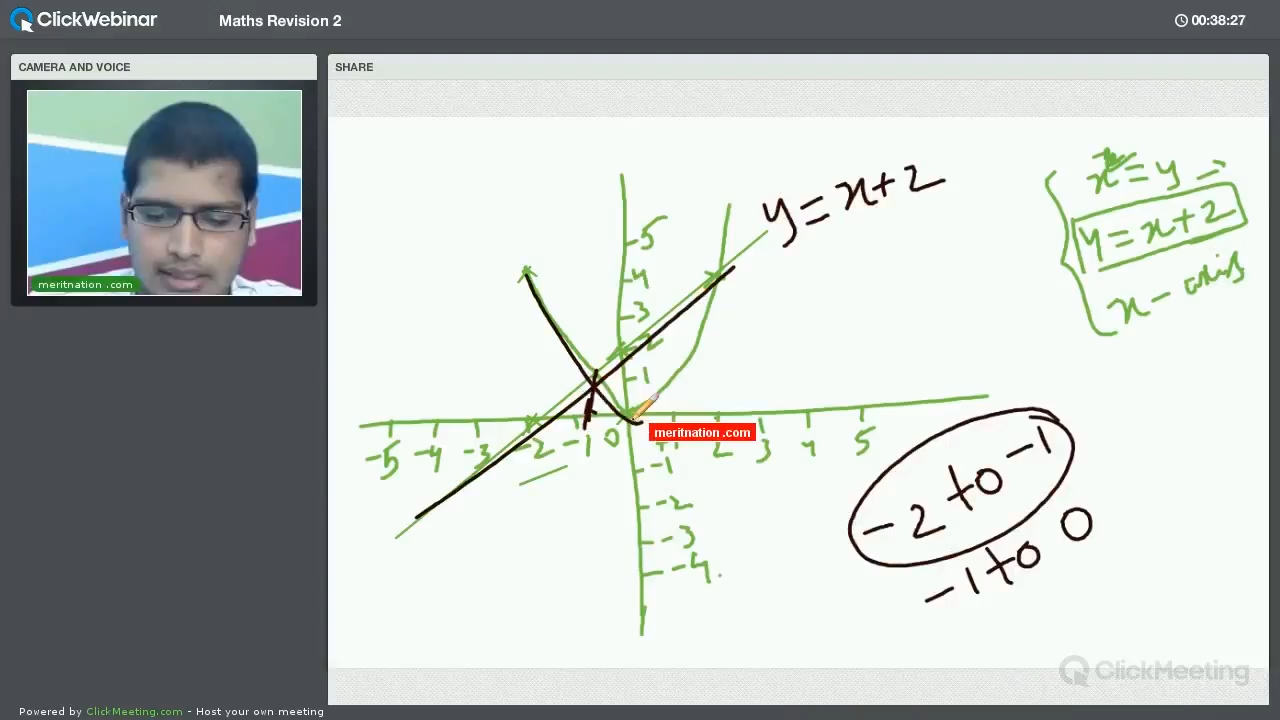 ClickWebinar
Maths Revision 2
00:38:27
CAMERA AND VOICE
SHARE
meritnation .com
y=x+2
5
4
3
2
1
-5 -4 -3 -2 -1 0 +1 2 3 4 5
-1
-2
-3
-4
meritnation .com
x² = y
y=x+2
x-axis
-2 to -1
-1 to 0
ClickMeeting
Powered by ClickMeeting.com - Host your own meeting